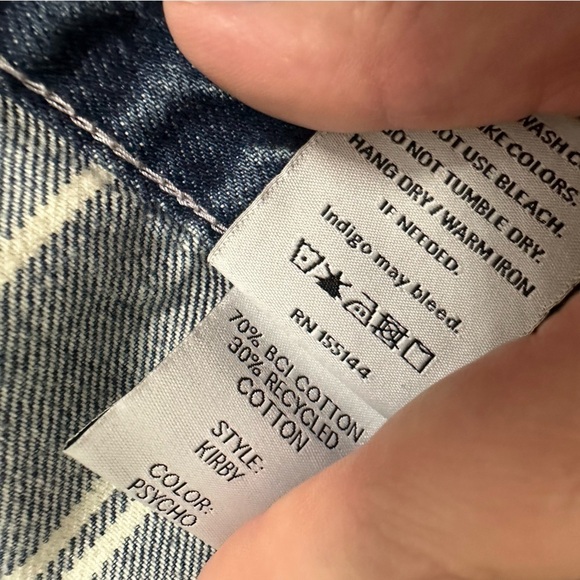 WASH
COLORS.
NOT USE BLEACH.
DO NOT TUMBLE DRY.
HANG DRY / WARM IRON
IF NEEDED.
Indigo may bleed.
RN 155144
70% BCI COTTON
30% RECYCLED
COTTON
STYLE:
KIRBY
COLOR:
PSYCHO